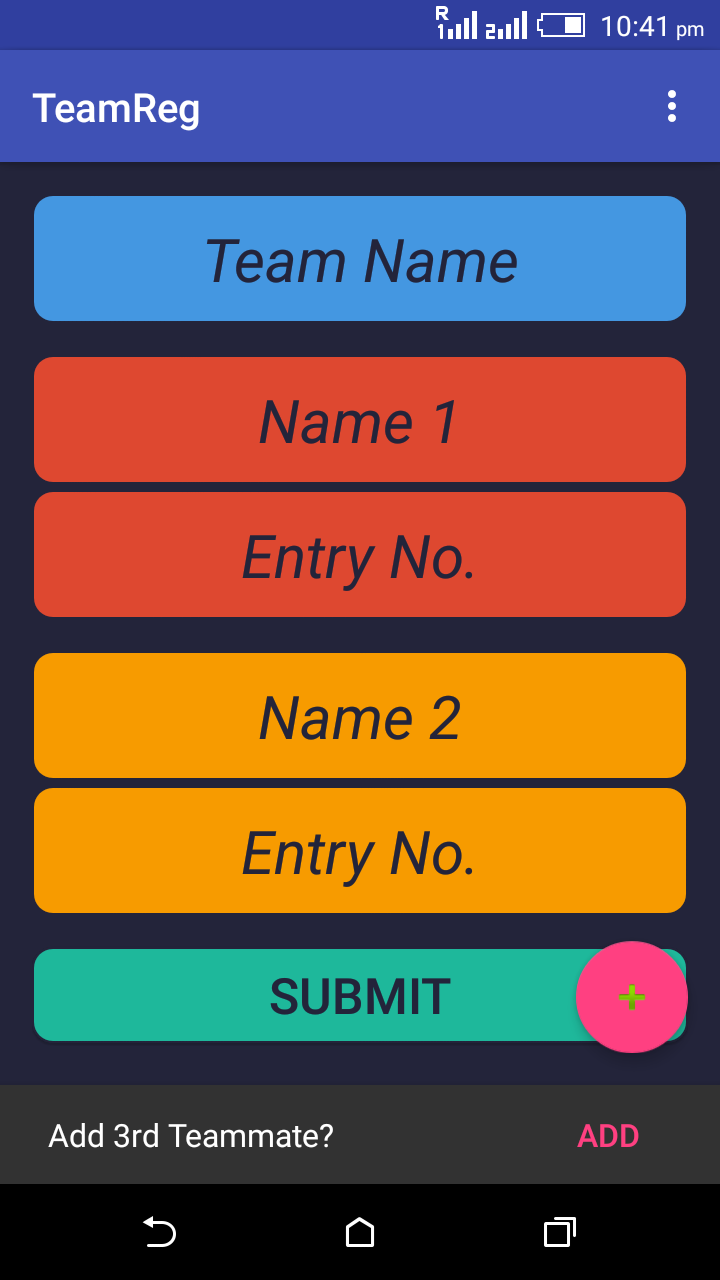 R
1 2 10:41 pm
TeamReg
Team Name
Name 1
Entry No.
Name 2
Entry No.
SUBMIT +
Add 3rd Teammate? ADD